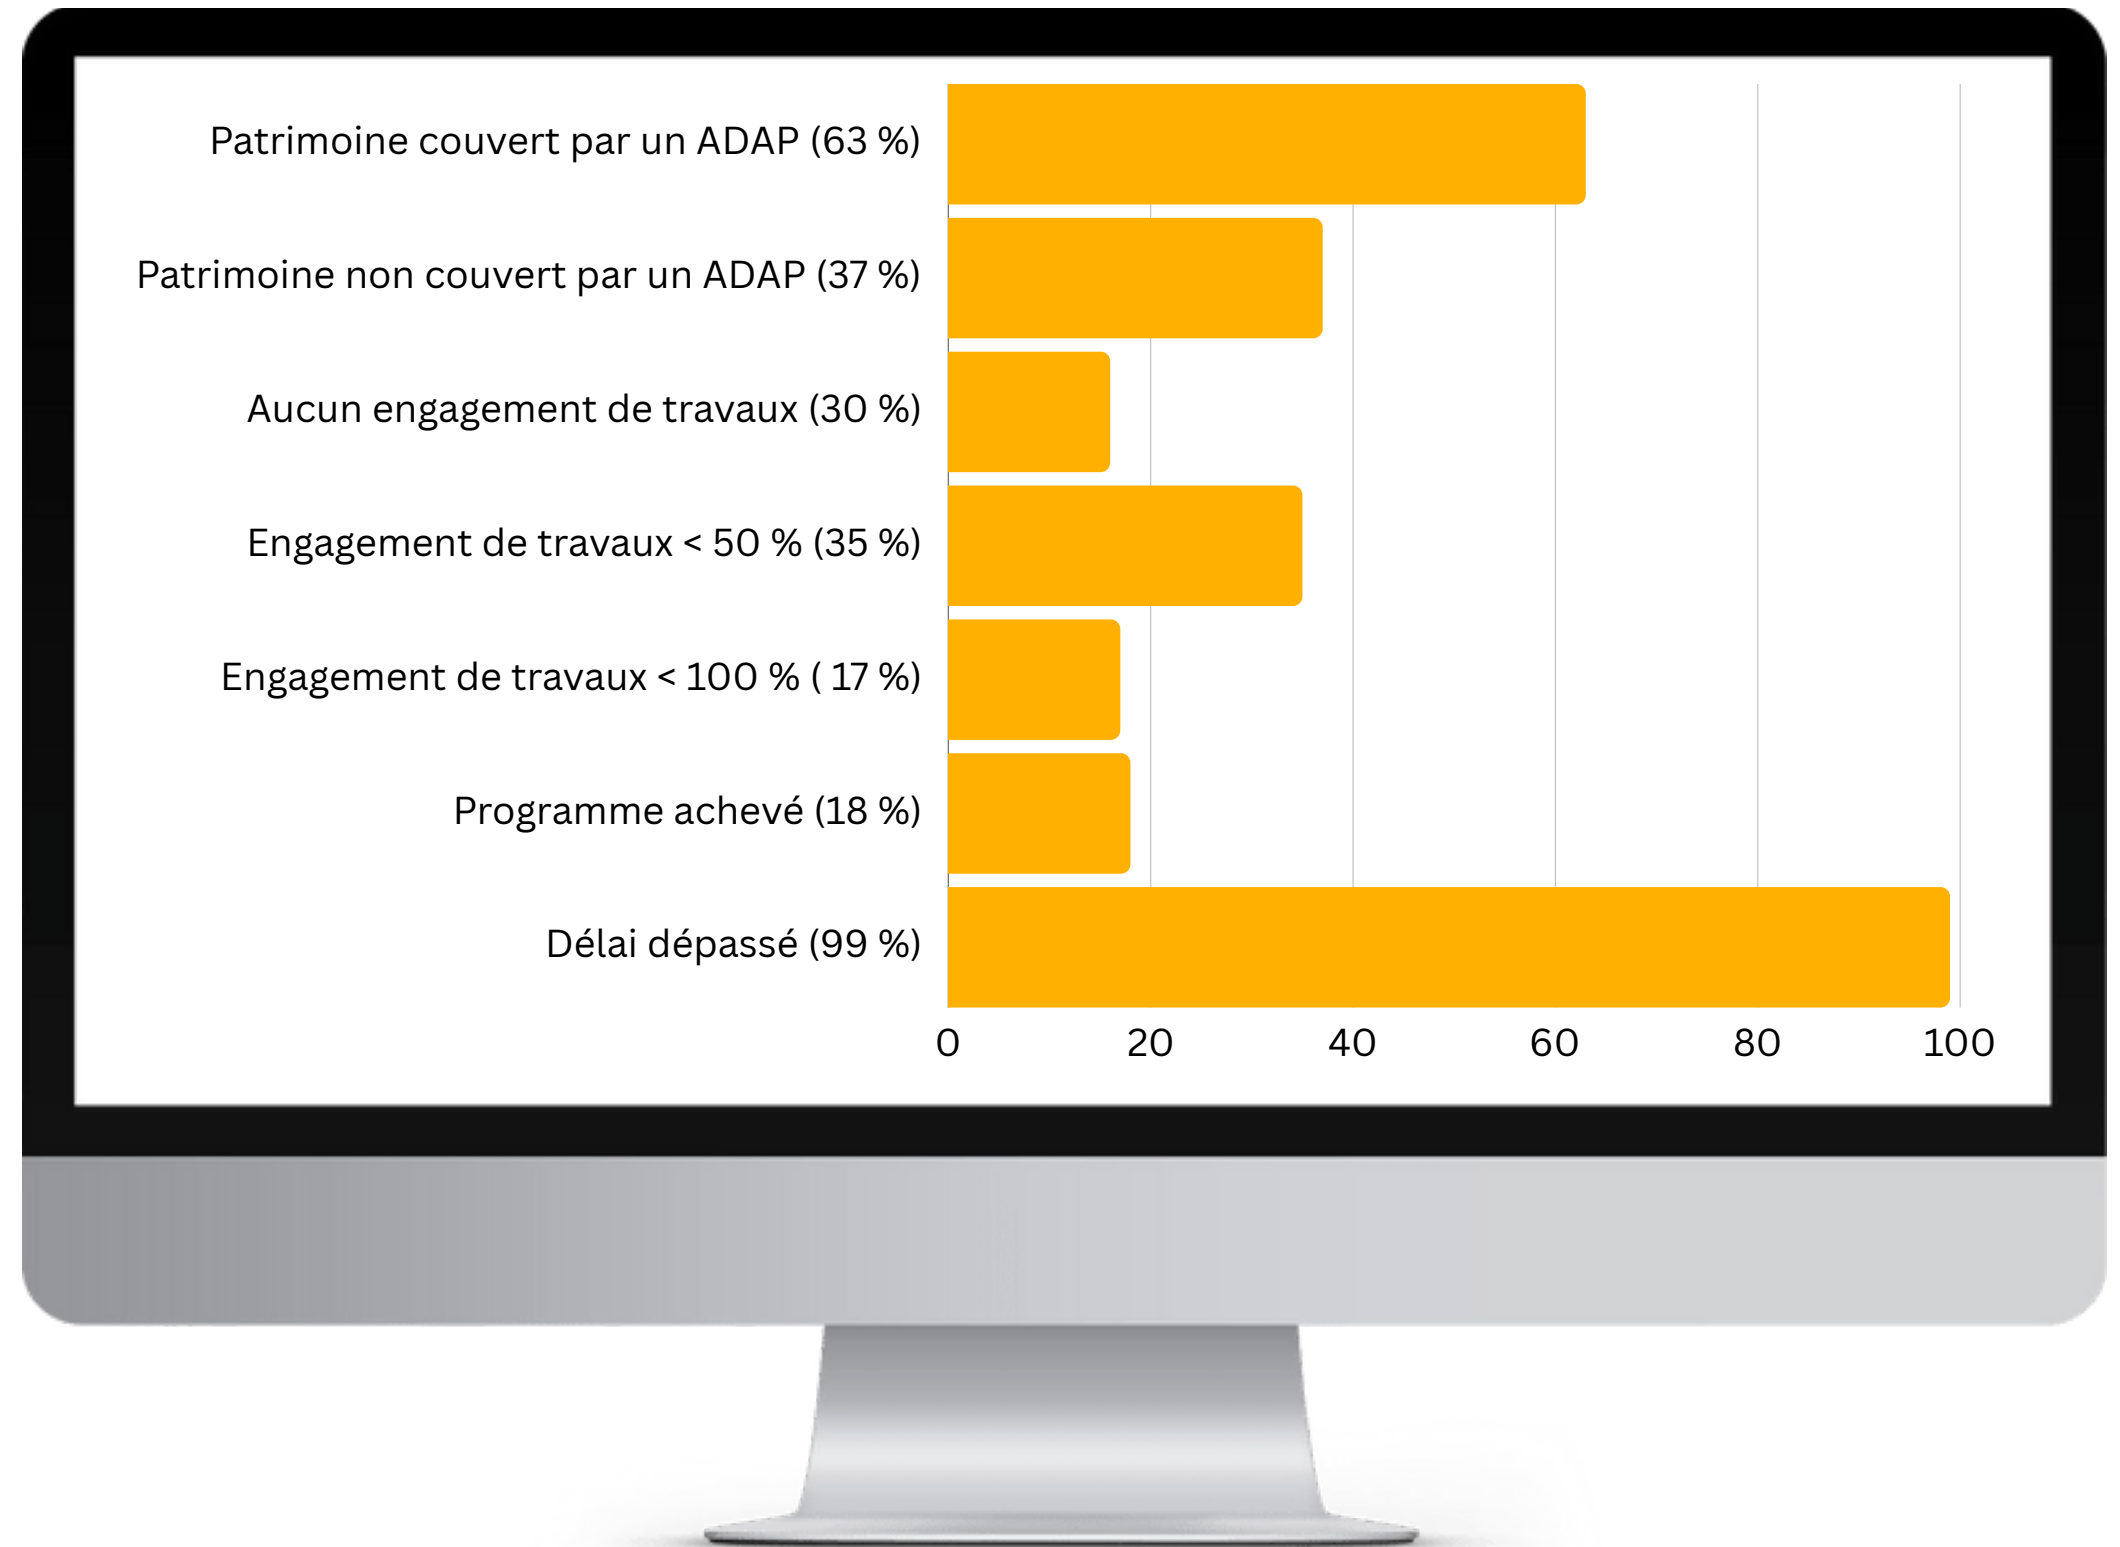 Patrimoine couvert par un ADAP (63 %)
Patrimoine non couvert par un ADAP (37 %)
Aucun engagement de travaux (30 %)
Engagement de travaux < 50 % (35 %)
Engagement de travaux < 100 % ( 17 %)
Programme achevé (18 %)
Délai dépassé (99 %)
0 20 40 60 80 100